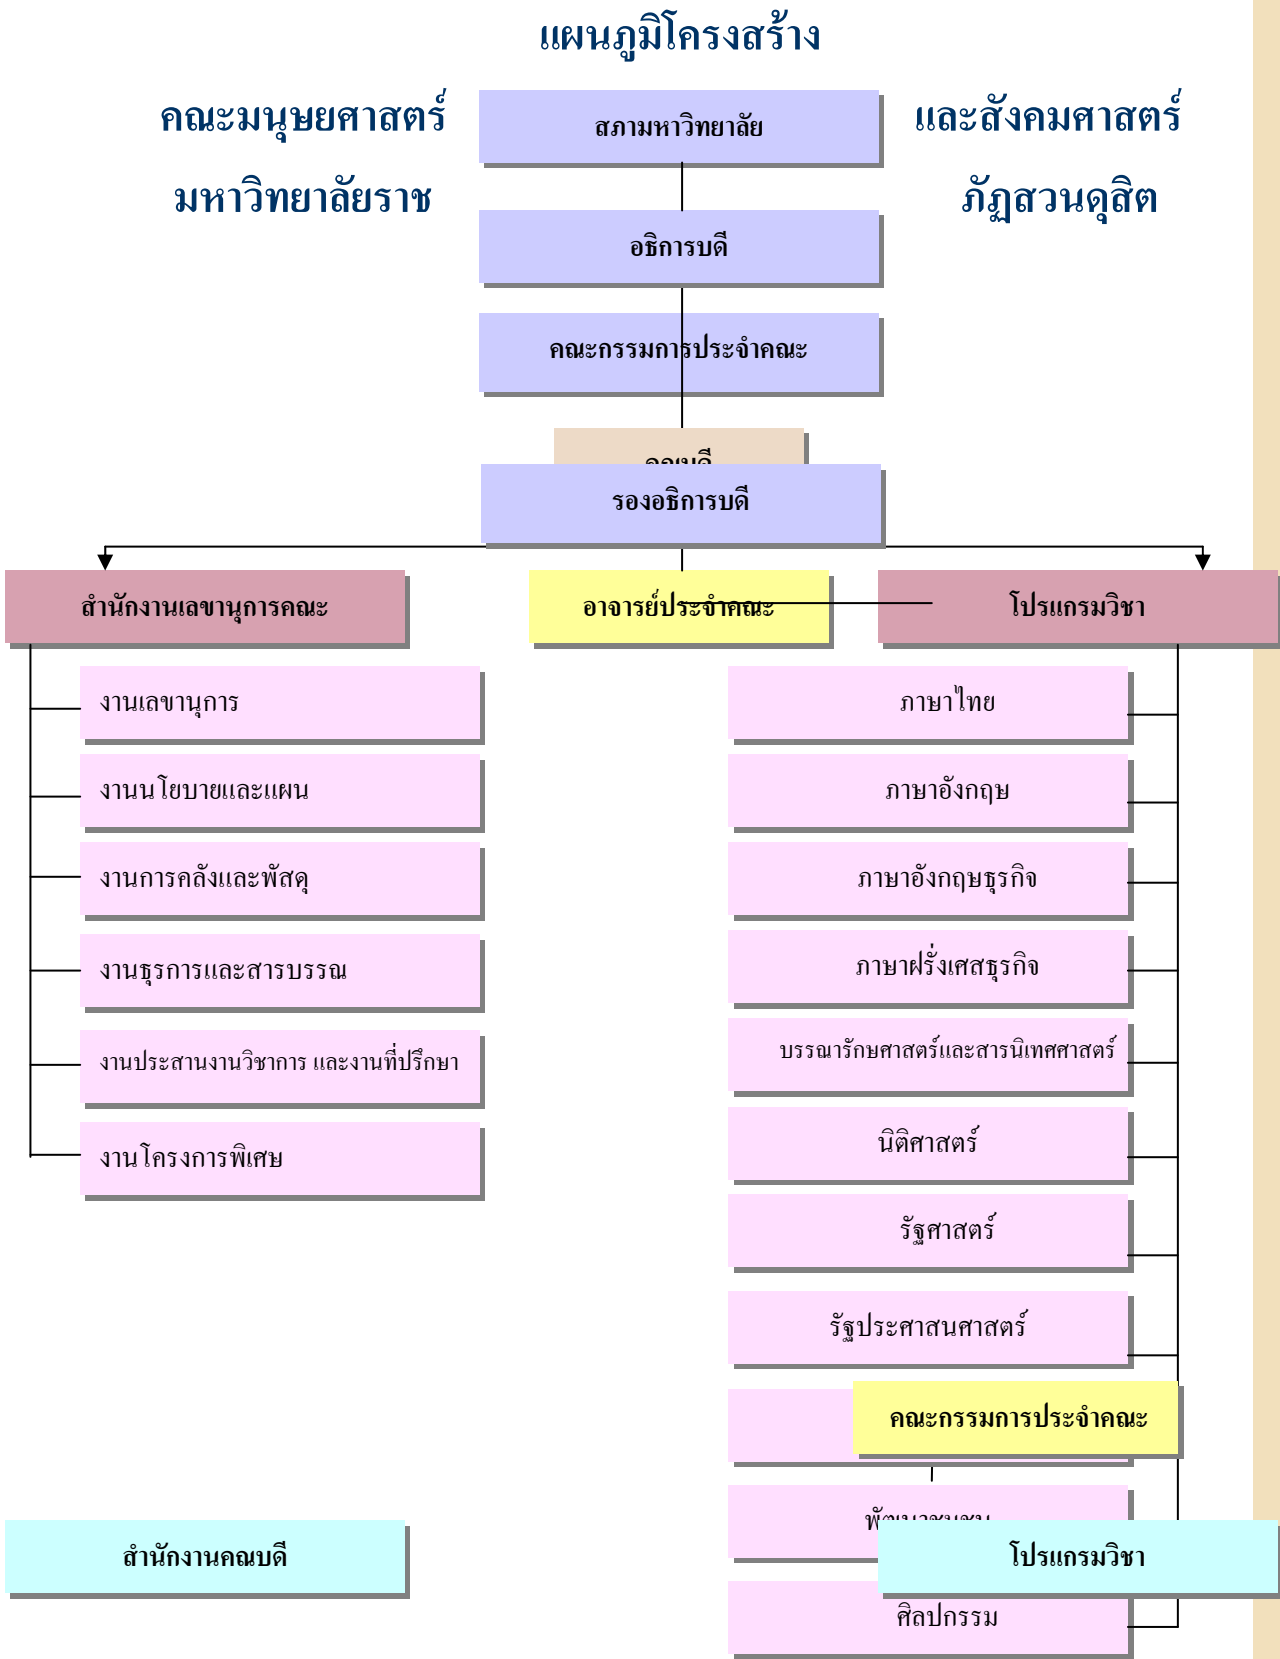 แผนภูมิโครงสร้าง
คณะมนุษยศาสตร์
และสังคมศาสตร์
มหาวิทยาลัยราช
ภัฏสวนดุสิต
สภามหาวิทยาลัย
อธิการบดี
คณะกรรมการประจำคณะ
คณบดี
รองอธิการบดี
สำนักงานเลขานุการคณะ
อาจารย์ประจำคณะ
โปรแกรมวิชา
งานเลขานุการ
งานนโยบายและแผน
งานการคลังและพัสดุ
งานธุรการและสารบรรณ
งานประสานงานวิชาการ และงานที่ปรึกษา
งานโครงการพิเศษ
ภาษาไทย
ภาษาอังกฤษ
ภาษาอังกฤษธุรกิจ
ภาษาฝรั่งเศสธุรกิจ
บรรณารักษศาสตร์และสารนิเทศศาสตร์
นิติศาสตร์
รัฐศาสตร์
รัฐประศาสนศาสตร์
คณะกรรมการประจำคณะ
พัฒนาชุมชน
สำนักงานคณบดี
โปรแกรมวิชา
ศิลปกรรม